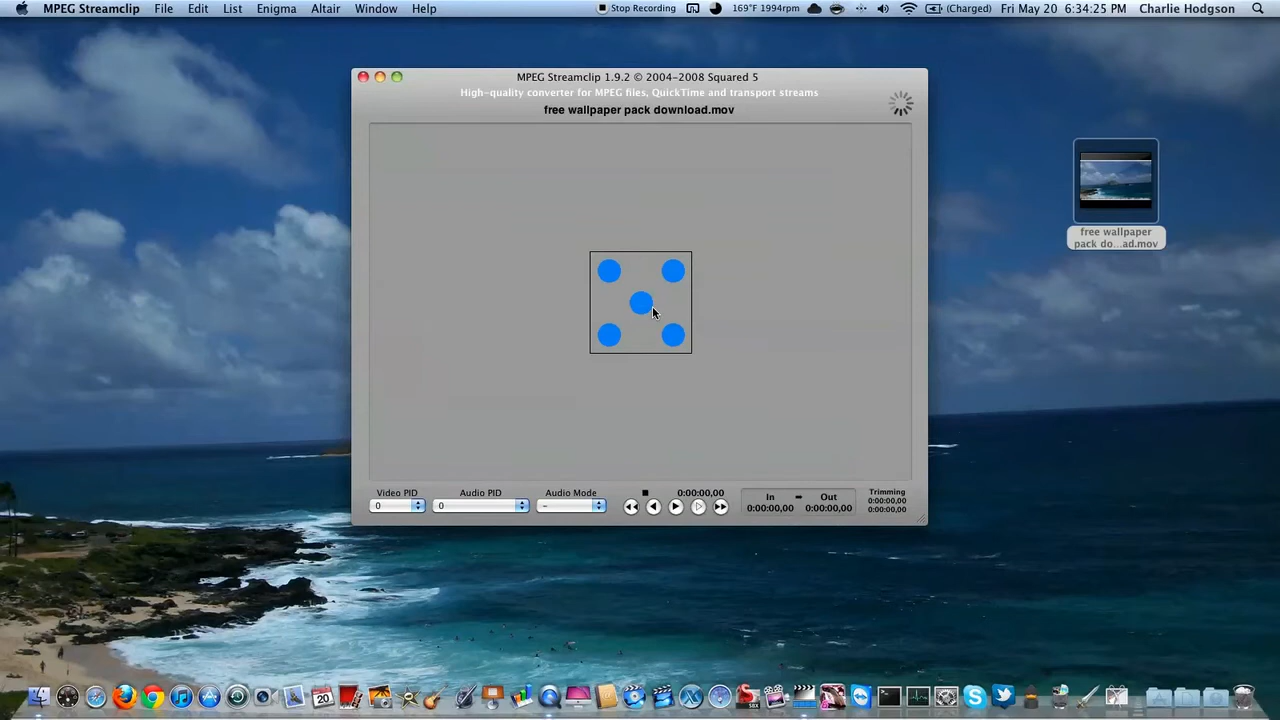 MPEG Streamclip File Edit List Enigma Altair Window Help Stop Recording 169°F 1994rpm (Charged) Fri May 20 6:34:25 PM Charlie Hodgson
MPEG Streamclip 1.9.2 © 2004-2008 Squared 5
High-quality converter for MPEG files, QuickTime and transport streams
free wallpaper pack download.mov
free wallpaper
pack do...ad.mov
Video PID Audio PID Audio Mode 0:00:00,00
0 0 –
In Out
0:00:00,00 0:00:00,00
Trimming
0:00:00,00
0:00:00,00
20